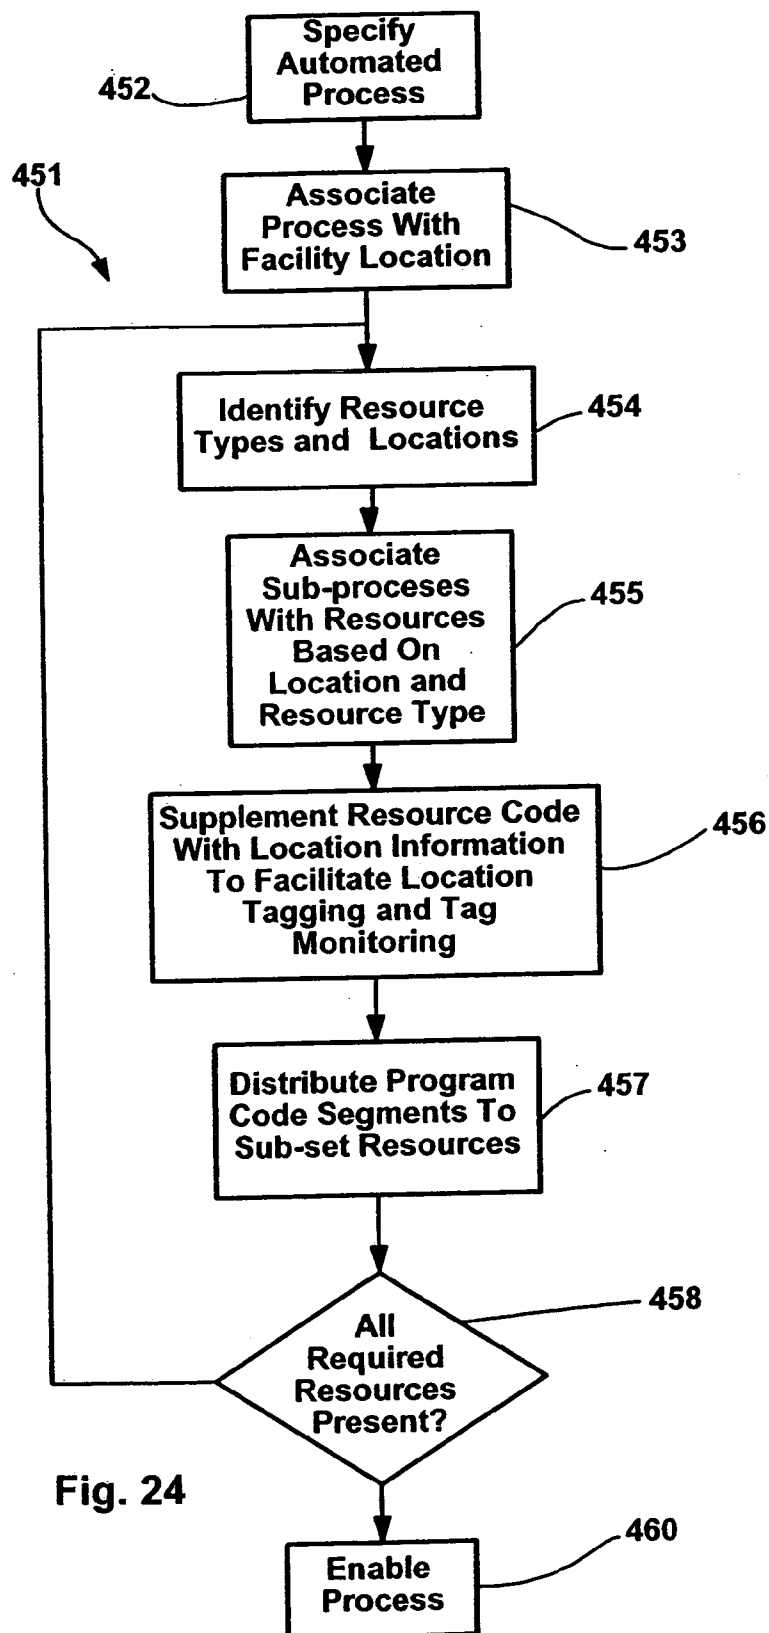 Specify
Automated
Process
452
451
Associate
Process With
Facility Location
453
Identify Resource
Types and Locations
454
Associate
Sub-proceses
With Resources
Based On
Location and
Resource Type
455
Supplement Resource Code
With Location Information
To Facilitate Location
Tagging and Tag
Monitoring
456
Distribute Program
Code Segments To
Sub-set Resources
457
All
Required
Resources
Present?
458
Fig. 24
Enable
Process
460